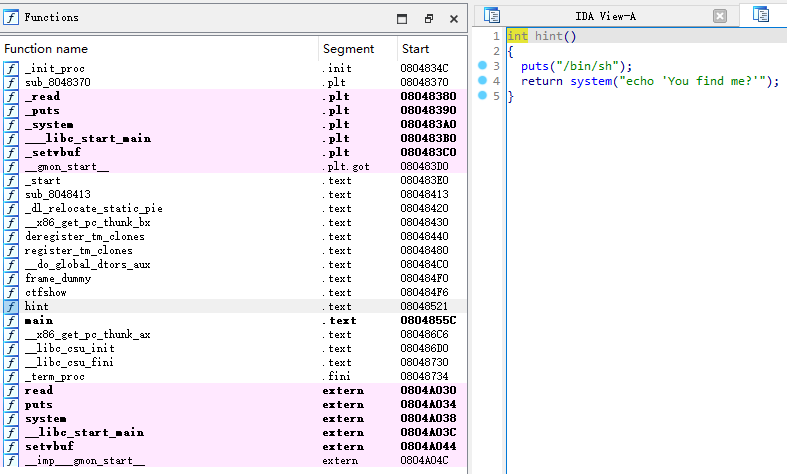 Functions
Function name Segment Start
_init_proc .init 0804834C
sub_8048370 .plt 08048370
_read .plt 08048380
_puts .plt 08048390
_system .plt 080483A0
___libc_start_main .plt 080483B0
_setvbuf .plt 080483C0
__gmon_start__ .plt.got 080483D0
_start .text 080483E0
sub_8048413 .text 08048413
_dl_relocate_static_pie .text 08048420
__x86_get_pc_thunk_bx .text 08048430
deregister_tm_clones .text 08048440
register_tm_clones .text 08048480
__do_global_dtors_aux .text 080484C0
frame_dummy .text 080484F0
ctfshow .text 080484F6
hint .text 08048521
main .text 0804855C
__x86_get_pc_thunk_ax .text 080486C6
__libc_csu_init .text 080486D0
__libc_csu_fini .text 08048730
_term_proc .fini 08048734
read extern 0804A030
puts extern 0804A034
system extern 0804A038
__libc_start_main extern 0804A03C
setvbuf extern 0804A044
__imp___gmon_start__ extern 0804A04C
IDA View-A
1 int hint()
2 {
3 puts("/bin/sh");
4 return system("echo 'You find me?'");
5 }